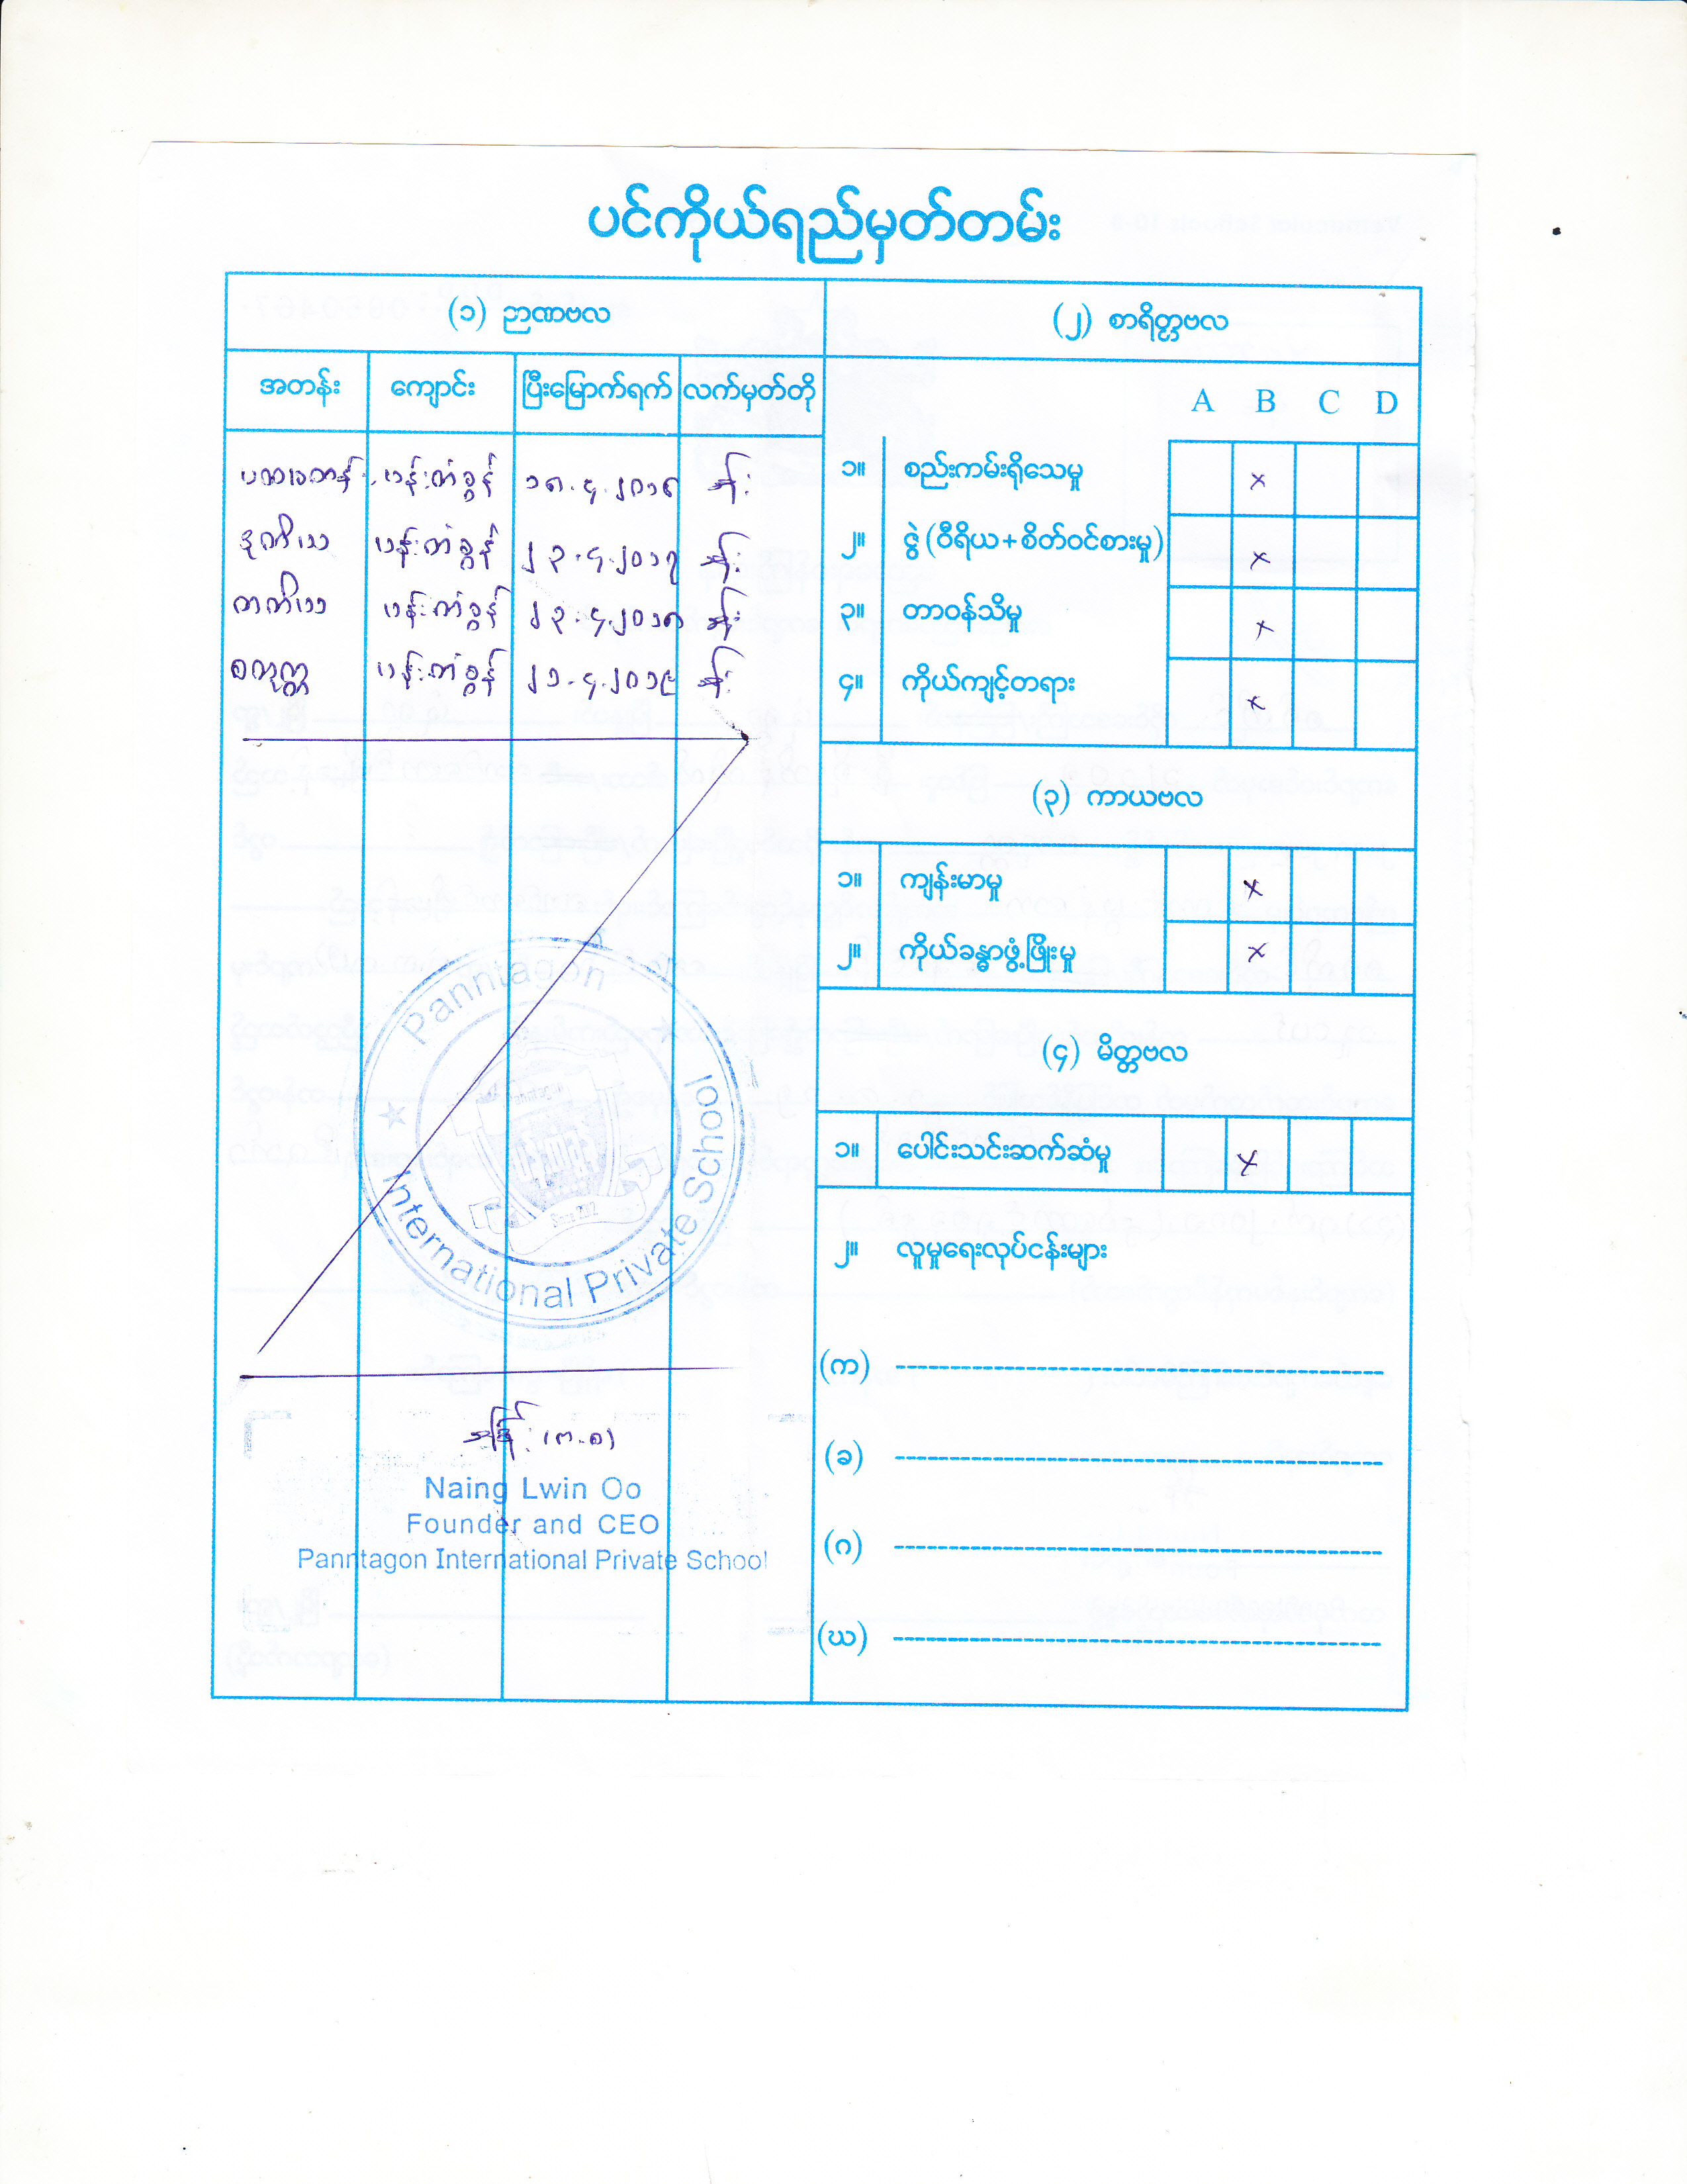 ပင်ကိုယ်ရည်မှတ်တမ်း
(၁) ဉာဏဗလ
အတန်း ကျောင်း ပြီးမြောက်ရက် လက်မှတ်တို
ပထမတန်း ပန်းတစ်ခွန် ၁၈.၄.၂၀၁၆
ဒုတိယ ပန်းတစ်ခွန် ၂၃.၄.၂၀၁၇
တတိယ ပန်းတစ်ခွန် ၂၃.၄.၂၀၁၈
စတုတ္ထ ပန်းတစ်ခွန် ၂၁.၄.၂၀၁၉
Panntagon
International Private School
Since 2012
Naing Lwin Oo
Founder and CEO
Panntagon International Private School
(၂) စာရိတ္တဗလ
A B C D
၁။ စည်းကမ်းရှိသေမှု ×
၂။ ဇွဲ (ဝီရိယ+စိတ်ဝင်စားမှု) ×
၃။ တာဝန်သိမှု ×
၄။ ကိုယ်ကျင့်တရား ×
(၃) ကာယဗလ
၁။ ကျန်းမာမှု ×
၂။ ကိုယ်ခန္ဓာဖွံ့ဖြိုးမှု ×
(၄) မိတ္တဗလ
၁။ ပေါင်းသင်းဆက်ဆံမှု ×
၂။ လူမှုရေးလုပ်ငန်းများ
(က)
(ခ)
(ဂ)
(ဃ)